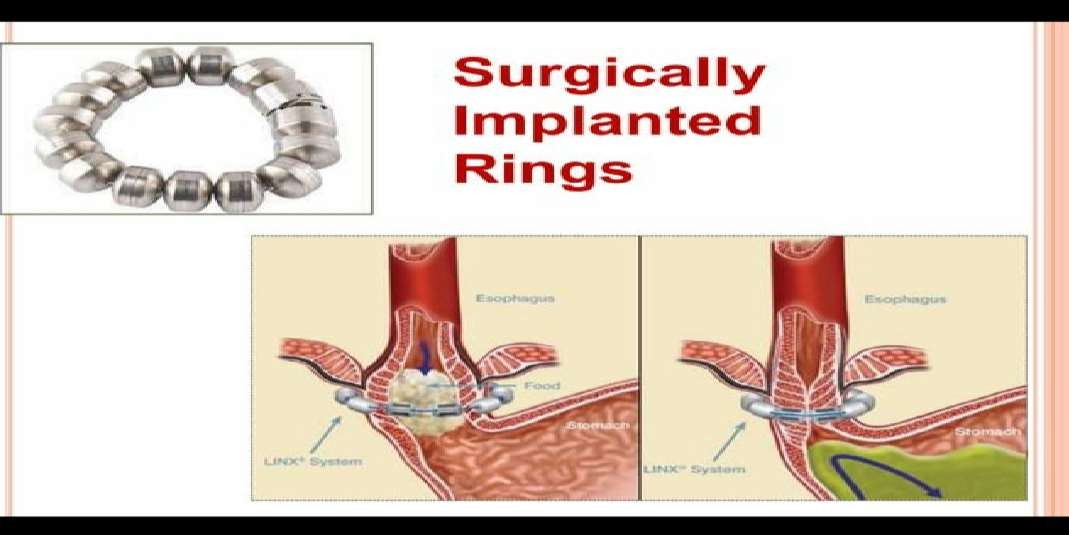 Surgically
Implanted
Rings
Esophagus
Food
Stomach
LINX® System
Esophagus
Stomach
LINX® System